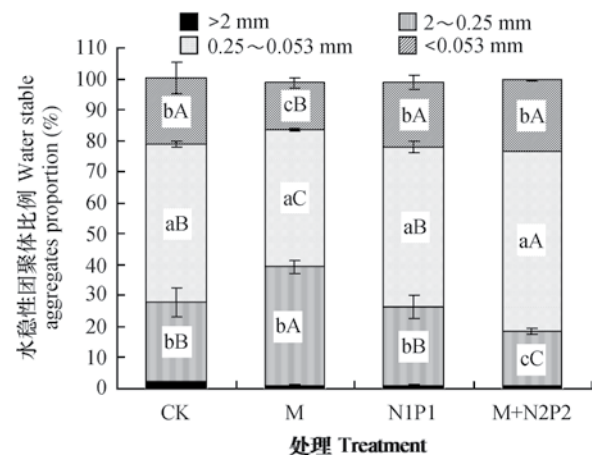 >2 mm 2～0.25 mm
0.25～0.053 mm <0.053 mm
水稳性团聚体比例 Water stable
aggregates proportion (%)
110
100
90
80
70
60
50
40
30
20
10
0
bA cB bA bA
aB aC aB aA
bB bA bB cC
CK M N1P1 M+N2P2
处理 Treatment